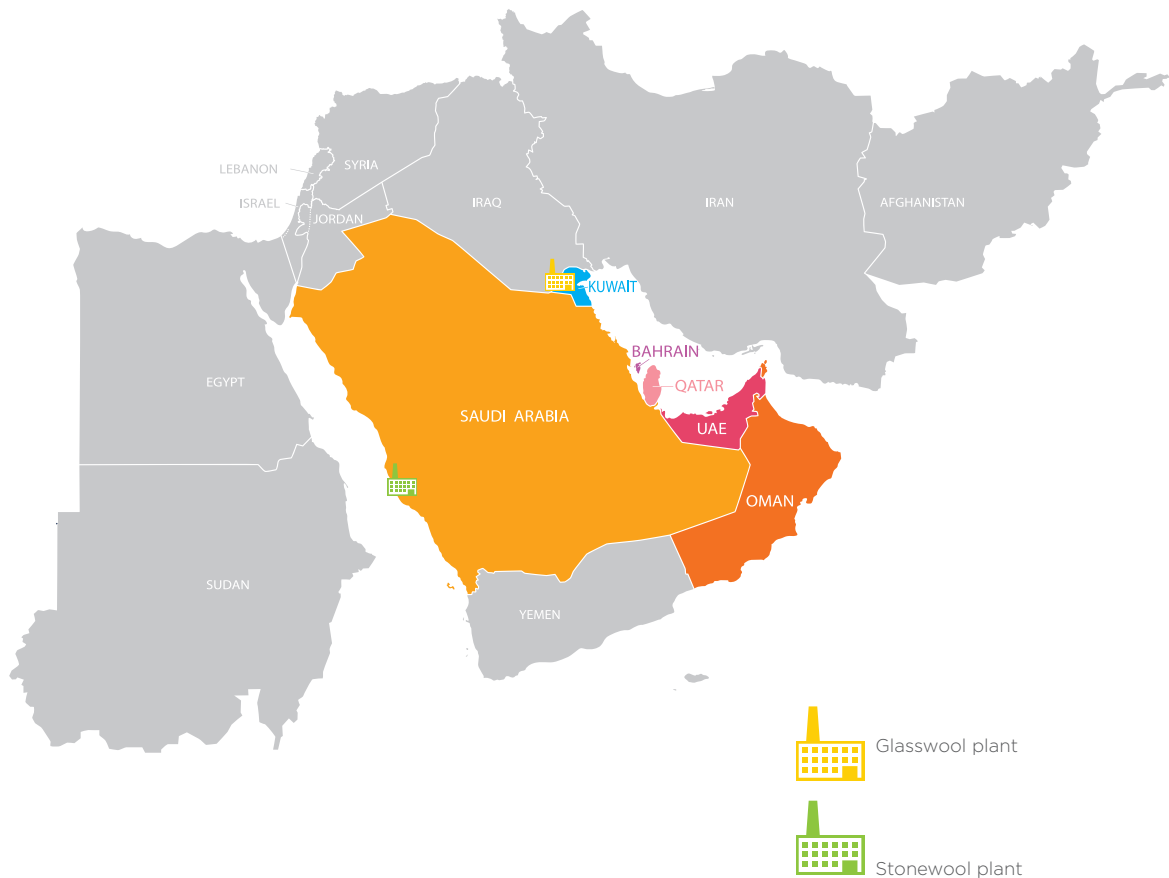 LEBANON
SYRIA
ISRAEL
JORDAN
IRAQ
IRAN
AFGHANISTAN
KUWAIT
BAHRAIN
EGYPT
QATAR
SAUDI ARABIA
UAE
OMAN
SUDAN
YEMEN
Glasswool plant
Stonewool plant